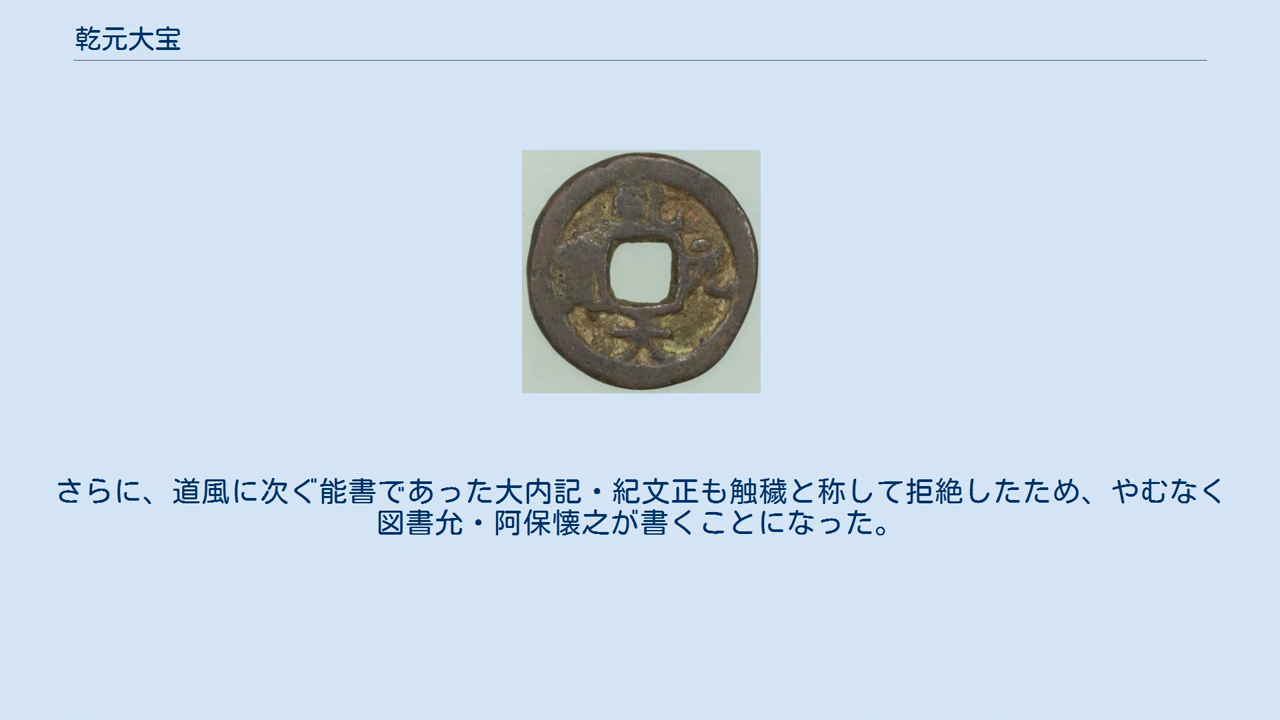 乾元大宝
さらに、道風に次ぐ能書であった大内記・紀文正も触穢と称して拒絶したため、やむなく
図書允・阿保懐之が書くことになった。